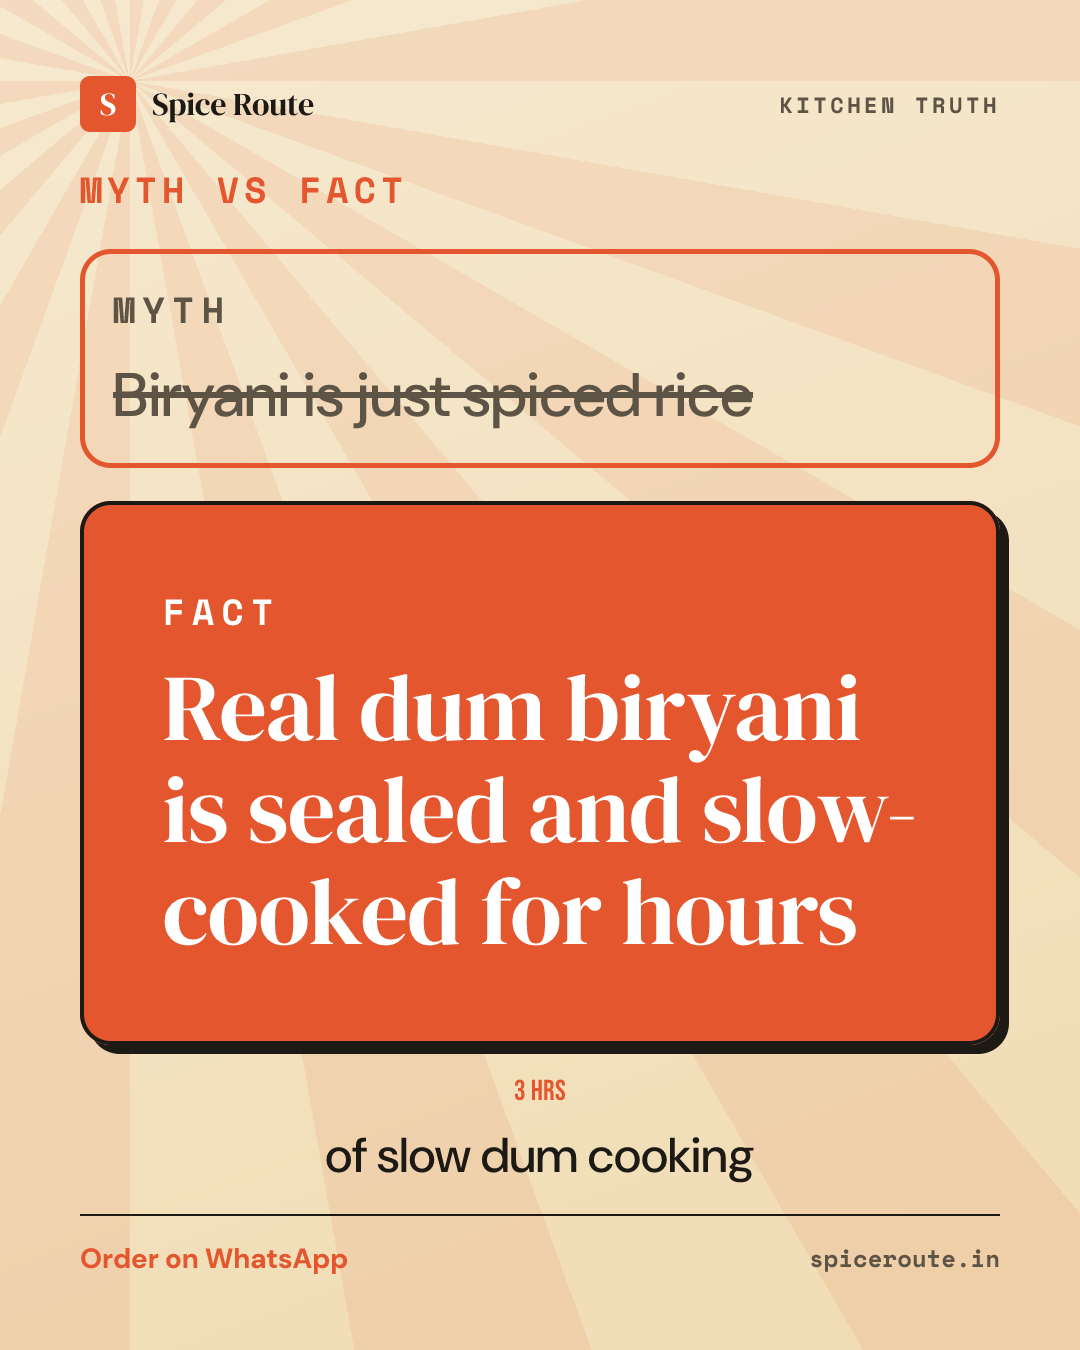 S
Spice Route
KITCHEN TRUTH
MYTH VS FACT
MYTH
Biryani is just spiced rice
FACT
Real dum biryani
is sealed and slow-
cooked for hours
3 HRS
of slow dum cooking
Order on WhatsApp
spiceroute.in